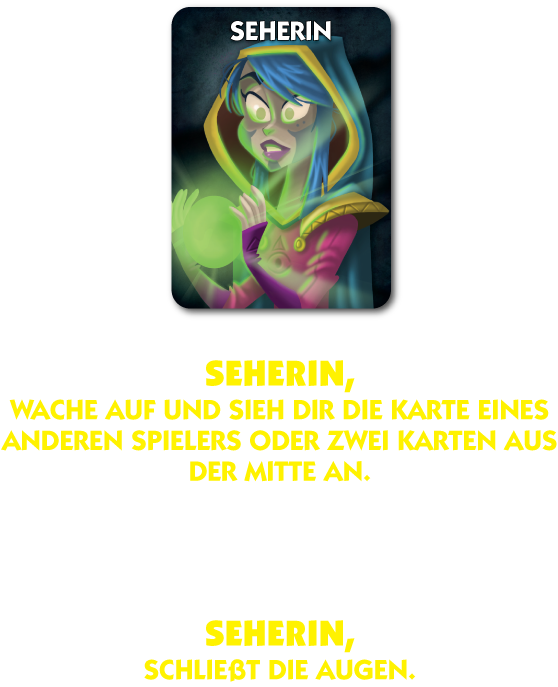 SEHERIN
SEHERIN,
WACHE AUF UND SIEH DIR DIE KARTE EINES
ANDEREN SPIELERS ODER ZWEI KARTEN AUS
DER MITTE AN.
SEHERIN,
SCHLIEẞT DIE AUGEN.